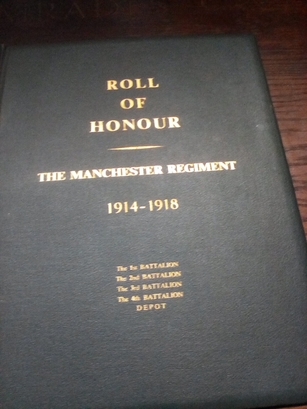 ROLL
OF
HONOUR
THE MANCHESTER REGIMENT
1914-1918
The 1st BATTALION
The 2nd BATTALION
The 3rd BATTALION
The 4th BATTALION
DEPOT